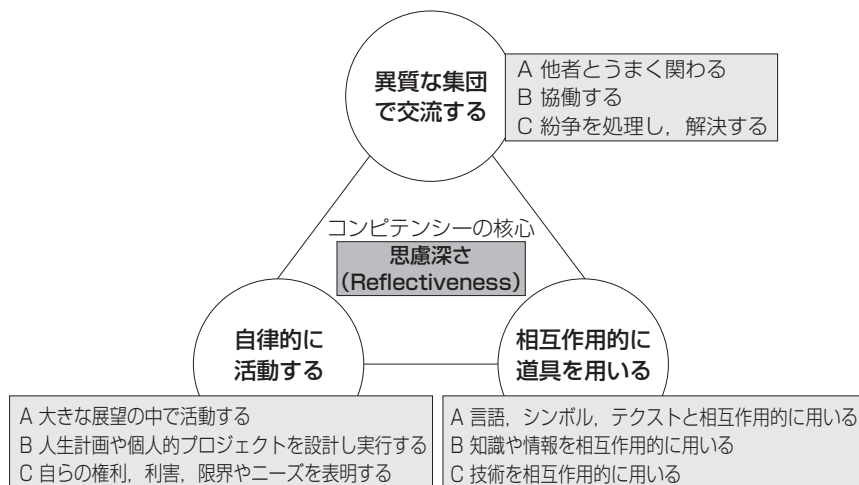 異質な集団
で交流する
A 他者とうまく関わる
B 協働する
C 紛争を処理し，解決する
コンピテンシーの核心
思慮深さ
（Reflectiveness）
自律的に
活動する
A 大きな展望の中で活動する
B 人生計画や個人的プロジェクトを設計し実行する
C 自らの権利，利害，限界やニーズを表明する
相互作用的に
道具を用いる
A 言語，シンボル，テクストと相互作用的に用いる
B 知識や情報を相互作用的に用いる
C 技術を相互作用的に用いる